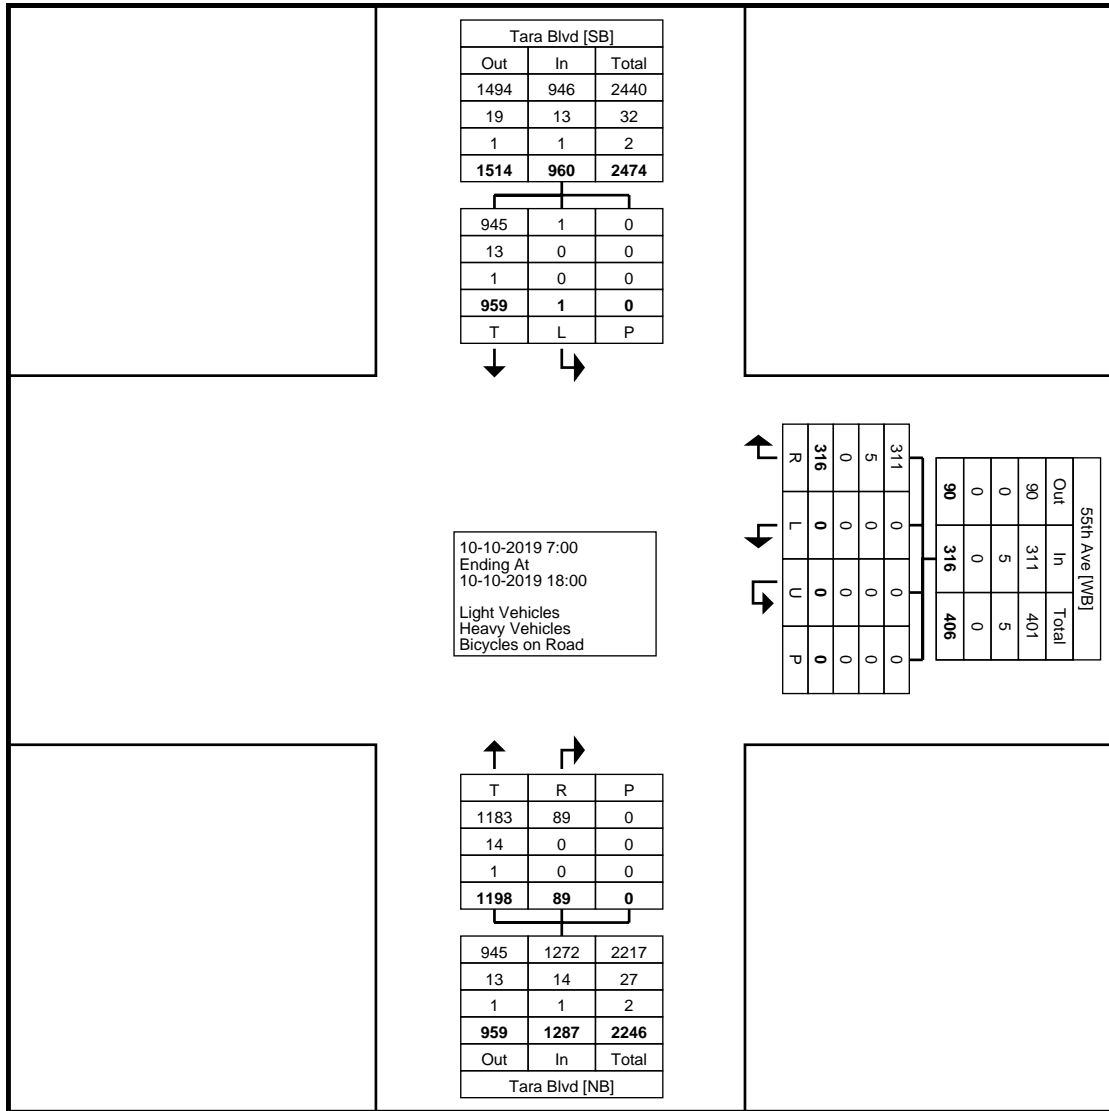 Tara Blvd [SB]
Out In Total
1494 946 2440
19 13 32
1 1 2
1514 960 2474
945 1 0
13 0 0
1 0 0
959 1 0
T L P
55th Ave [WB]
Out In Total
90 311 401
0 5 5
0 0 0
90 316 406
311 0 0 0
5 0 0 0
0 0 0 0
316 0 0 0
R L U P
10-10-2019 7:00
Ending At
10-10-2019 18:00
Light Vehicles
Heavy Vehicles
Bicycles on Road
T R P
1183 89 0
14 0 0
1 0 0
1198 89 0
945 1272 2217
13 14 27
1 1 2
959 1287 2246
Out In Total
Tara Blvd [NB]